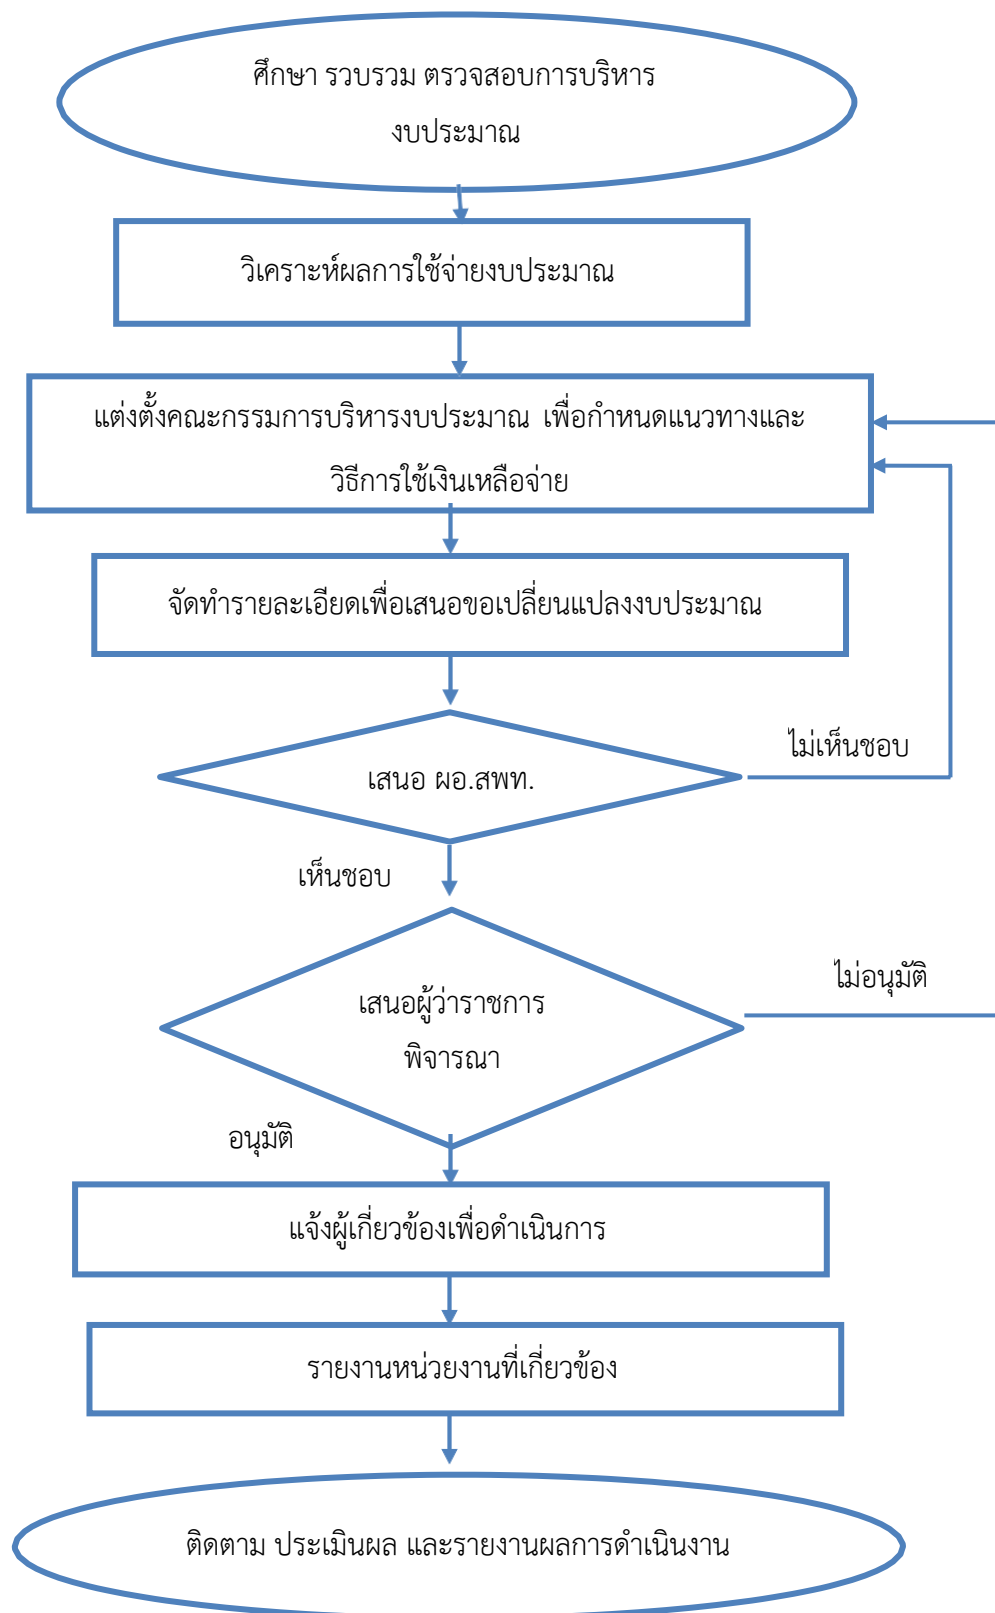 ศึกษา รวบรวม ตรวจสอบการบริหาร
งบประมาณ
วิเคราะห์ผลการใช้จ่ายงบประมาณ
แต่งตั้งคณะกรรมการบริหารงบประมาณ เพื่อกำหนดแนวทางและ
วิธีการใช้เงินเหลือจ่าย
จัดทำรายละเอียดเพื่อเสนอขอเปลี่ยนแปลงงบประมาณ
ไม่เห็นชอบ
เสนอ ผอ.สพท.
เห็นชอบ
ไม่อนุมัติ
เสนอผู้ว่าราชการ
พิจารณา
อนุมัติ
แจ้งผู้เกี่ยวข้องเพื่อดำเนินการ
รายงานหน่วยงานที่เกี่ยวข้อง
ติดตาม ประเมินผล และรายงานผลการดำเนินงาน